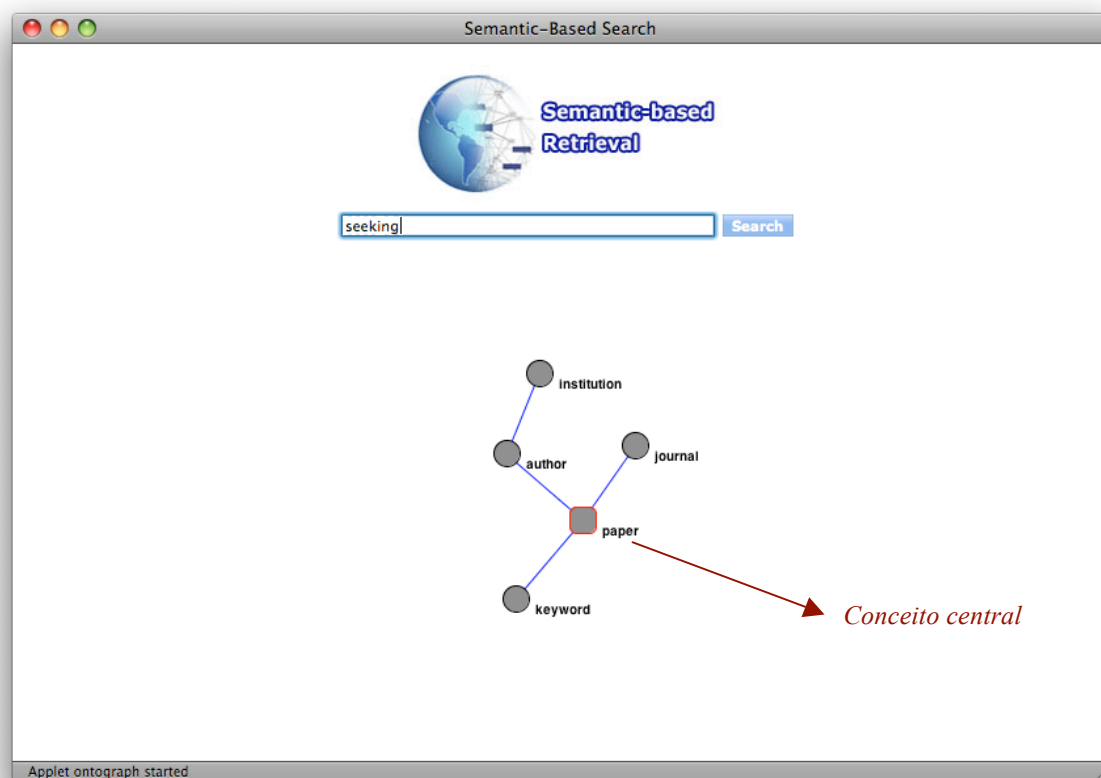 Semantic-Based Search
Semantic-based
Retrieval
seeking
Search
institution
author
journal
paper
keyword
Conceito central
Applet ontograph started